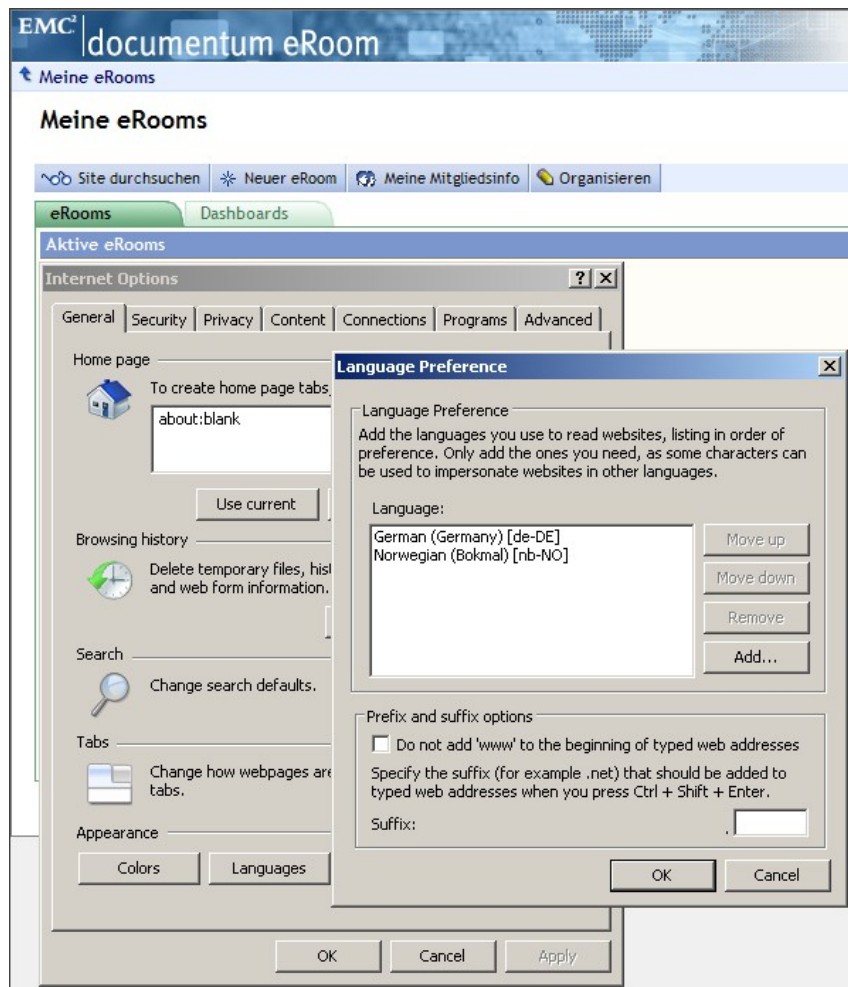 EMC²
documentum eRoom
Meine eRooms
Meine eRooms
Site durchsuchen Neuer eRoom Meine Mitgliedsinfo Organisieren
eRooms Dashboards
Aktive eRooms
Internet Options
General Security Privacy Content Connections Programs Advanced
Home page
To create home page tabs
about:blank
Use current
Browsing history
Delete temporary files,
and web form information.
Search
Change search defaults.
Tabs
Change how webpages are
tabs.
Appearance
Colors Languages
OK Cancel Apply
Language Preference
Language Preference
Add the languages you use to read websites, listing in order of
preference. Only add the ones you need, as some characters can
be used to impersonate websites in other languages.
Language:
German (Germany) [de-DE]
Norwegian (Bokmal) [nb-NO]
Move up
Move down
Remove
Add...
Prefix and suffix options
Do not add 'www' to the beginning of typed web addresses
Specify the suffix (for example .net) that should be added to
typed web addresses when you press Ctrl + Shift + Enter.
Suffix: .
OK Cancel